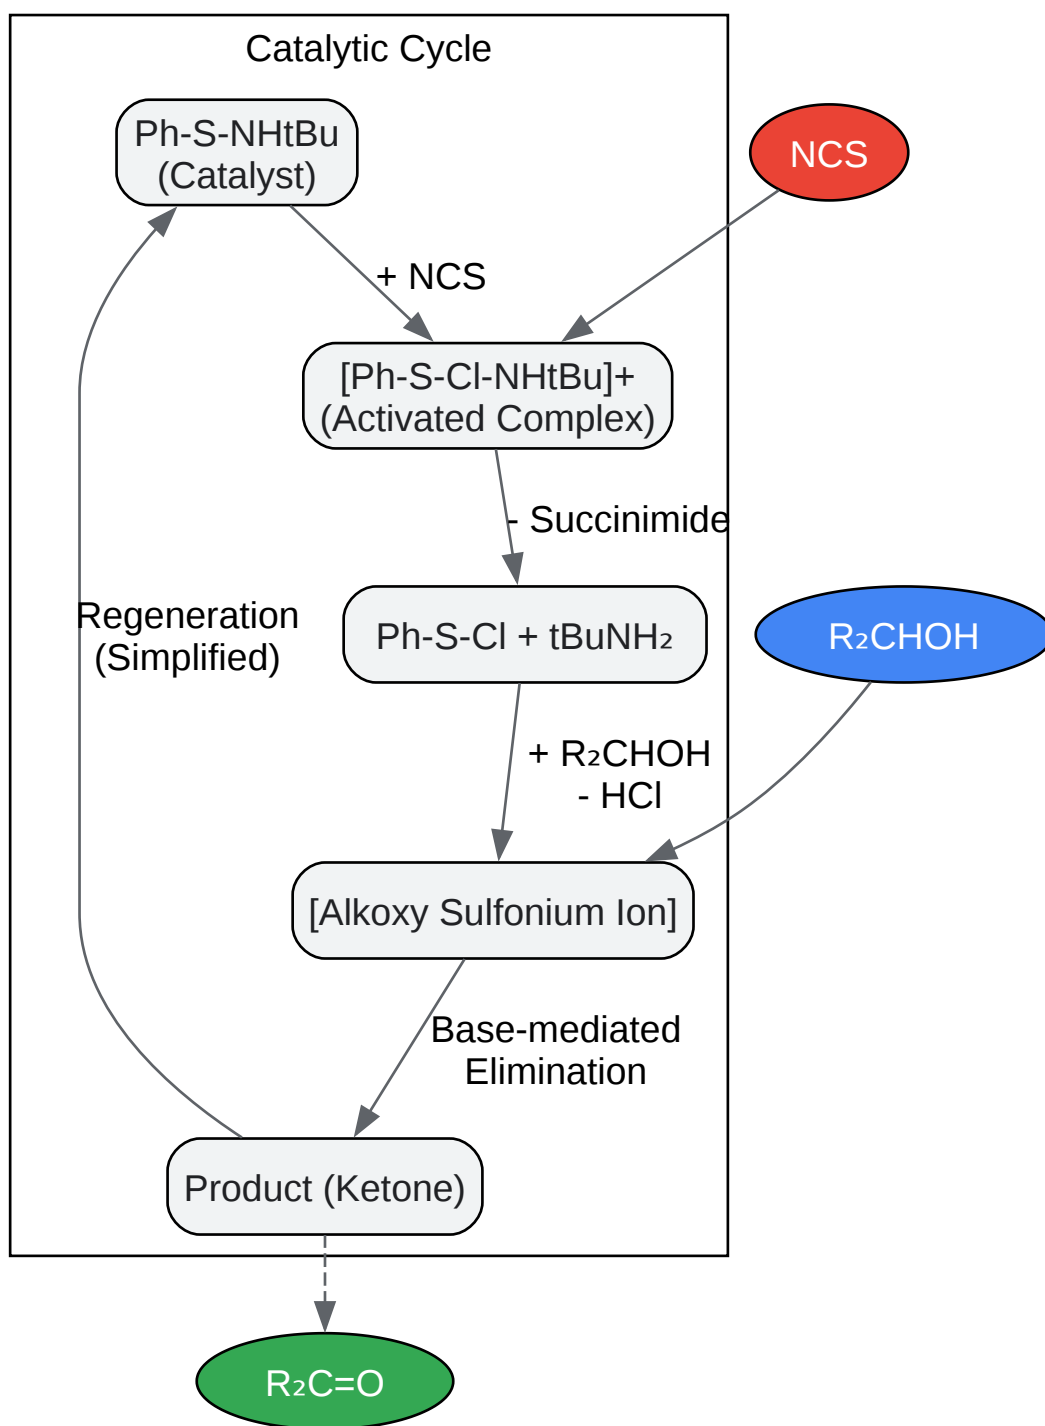 Catalytic Cycle
Ph-S-NHtBu
(Catalyst)
NCS
+ NCS
[Ph-S-Cl-NHtBu]+
(Activated Complex)
- Succinimide
Regeneration
(Simplified)
Ph-S-Cl + tBuNH₂
R₂CHOH
+ R₂CHOH
- HCl
[Alkoxy Sulfonium Ion]
Base-mediated
Elimination
Product (Ketone)
R₂C=O